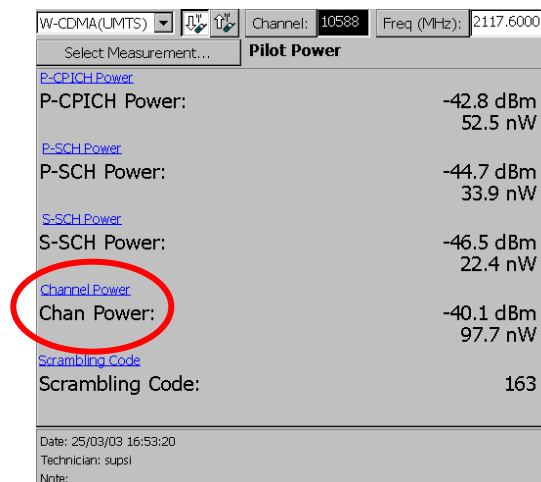 W-CDMA(UMTS) Channel: 10588 Freq (MHz): 2117.6000
Select Measurement... Pilot Power
P-CPICH Power
P-CPICH Power: -42.8 dBm
52.5 nW
P-SCH Power
P-SCH Power: -44.7 dBm
33.9 nW
S-SCH Power
S-SCH Power: -46.5 dBm
22.4 nW
Channel Power
Chan Power: -40.1 dBm
97.7 nW
Scrambling Code
Scrambling Code: 163
Date: 25/03/03 16:53:20
Technician: supsi
Note: